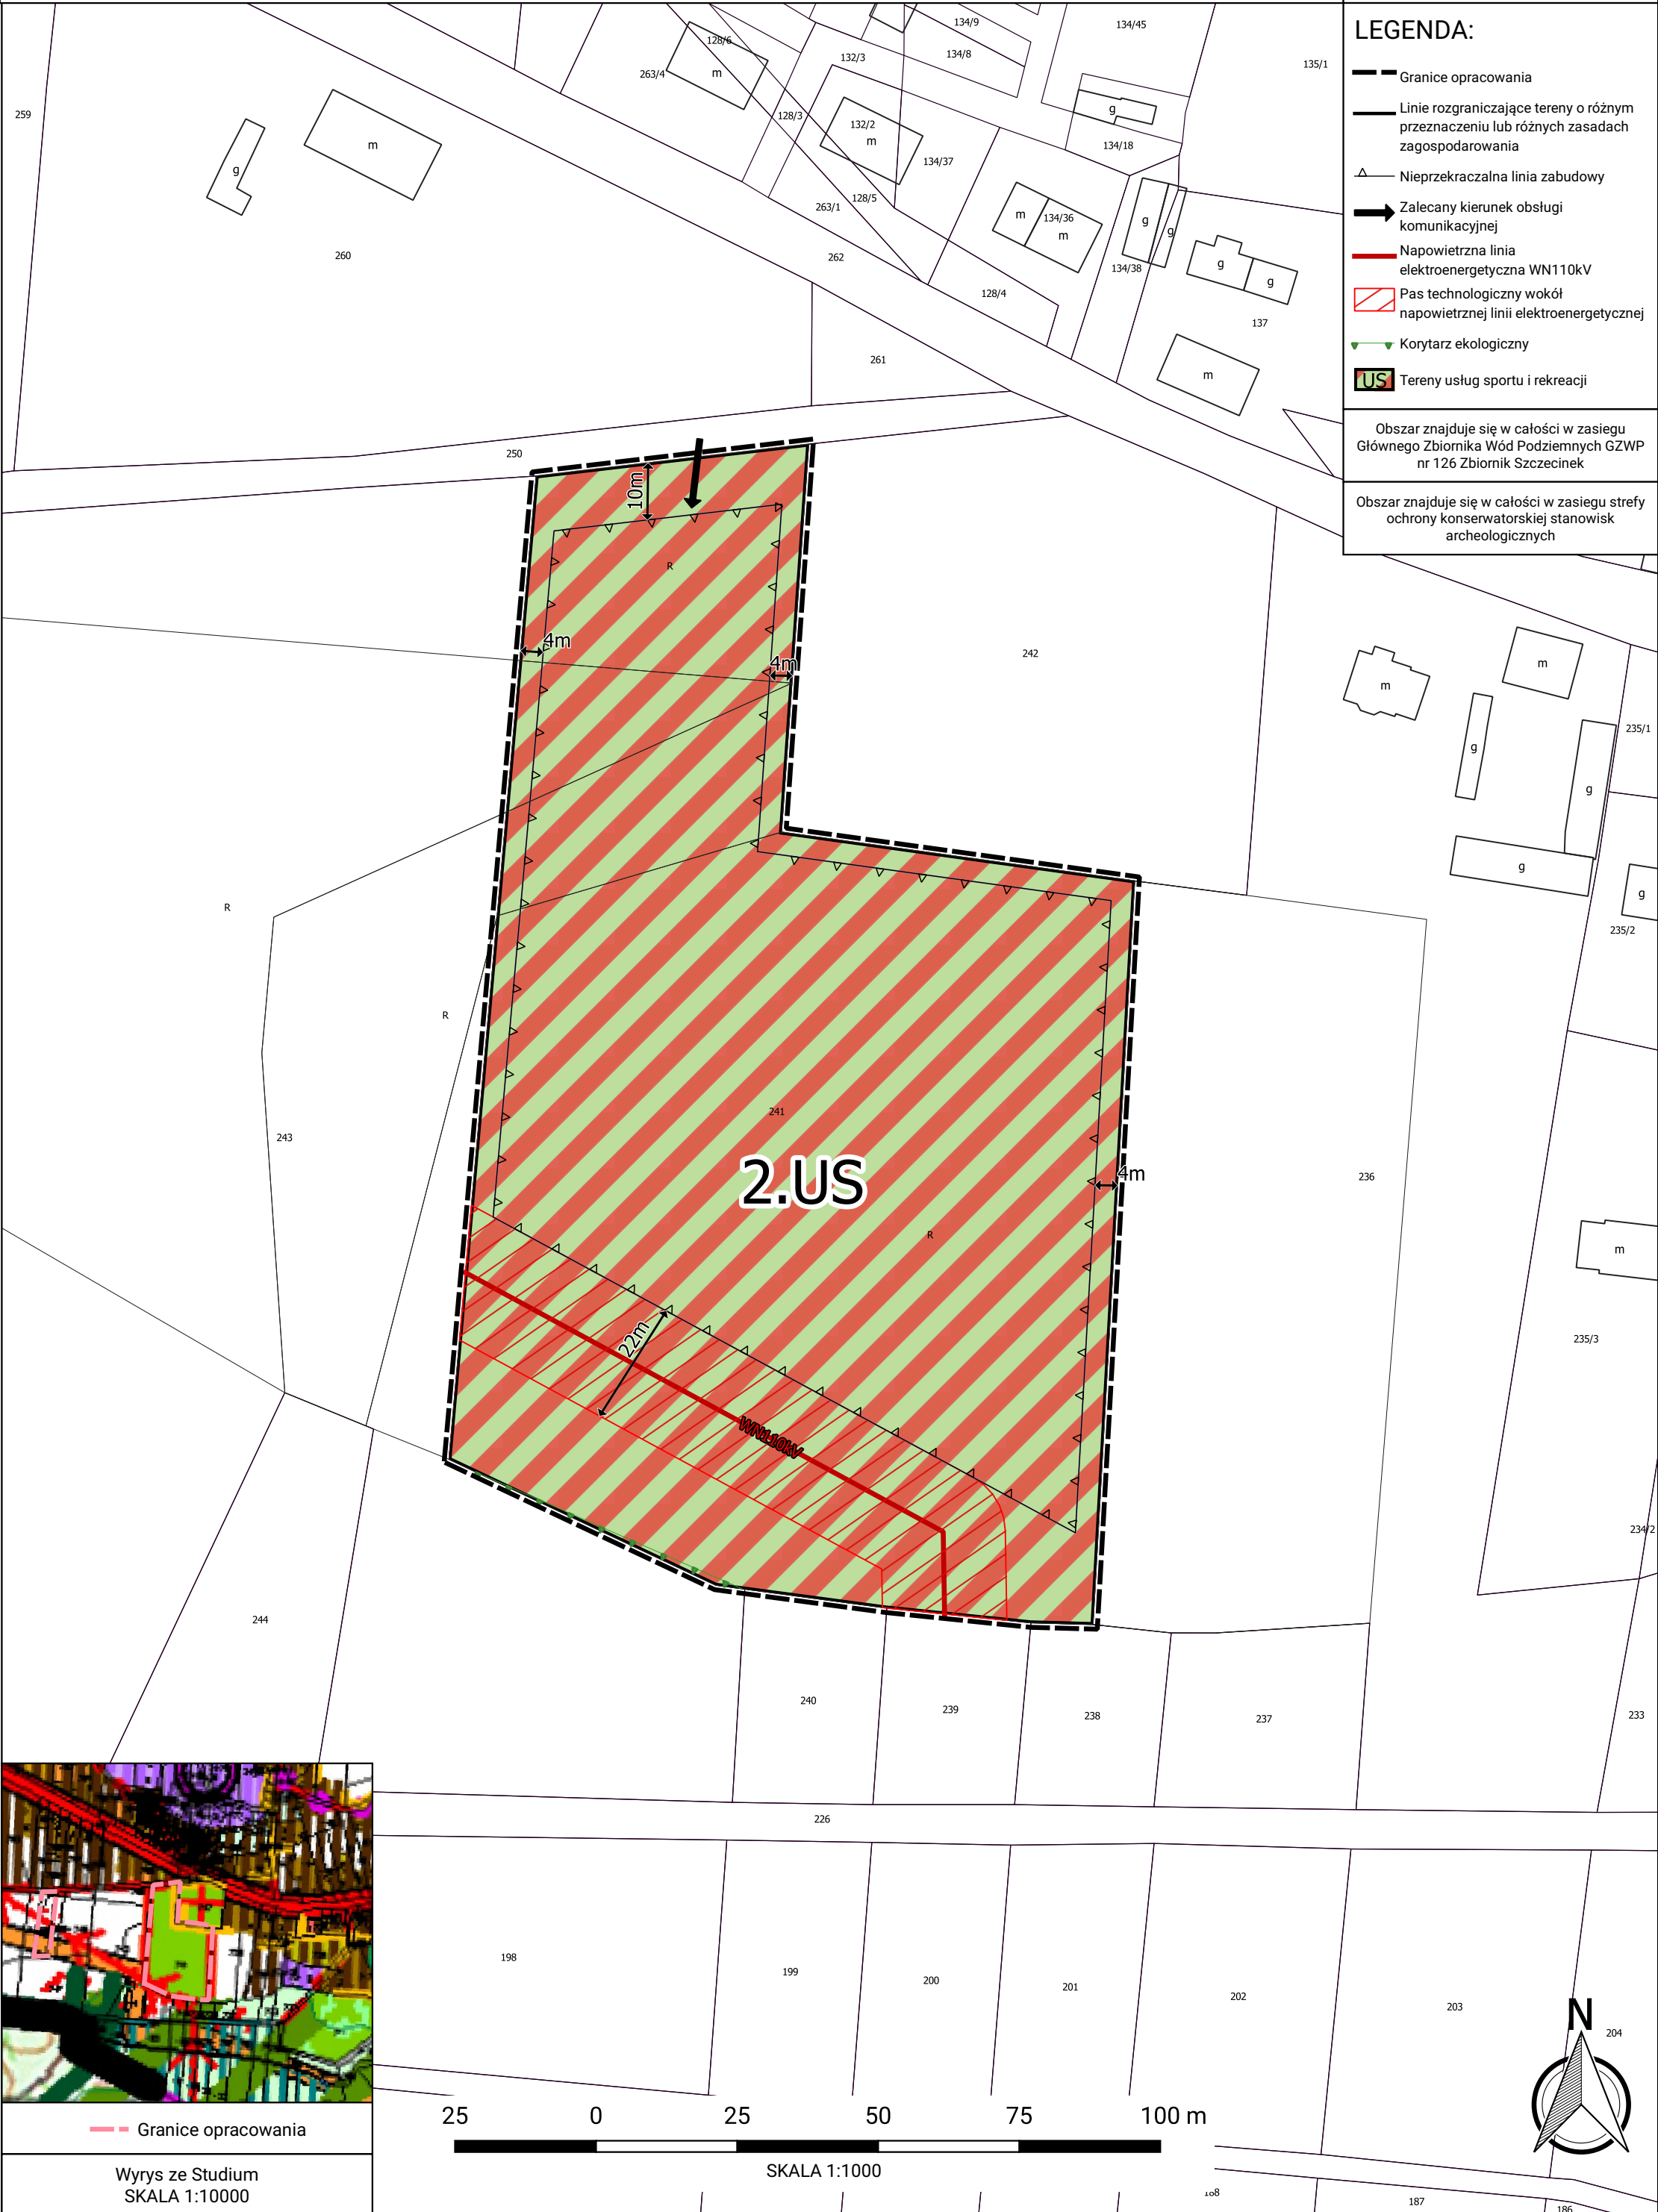 LEGENDA:
Granice opracowania
Linie rozgraniczające tereny o różnym
przeznaczeniu lub różnych zasadach
zagospodarowania
Nieprzekraczalna linia zabudowy
Zalecany kierunek obsługi
komunikacyjnej
Napowietrzna linia
elektroenergetyczna WN110kV
Pas technologiczny wokół
napowietrznej linii elektroenergetycznej
Korytarz ekologiczny
US Tereny usług sportu i rekreacji
Obszar znajduje się w całości w zasiegu
Głównego Zbiornika Wód Podziemnych GZWP
nr 126 Zbiornik Szczecinek
Obszar znajduje się w całości w zasiegu strefy
ochrony konserwatorskiej stanowisk
archeologicznych
134/9
134/45
128/6
132/3
134/8
135/1
263/4
m
259
g
128/3
132/2
m
m
134/18
134/37
g
263/1
128/5
m
134/36
m
g
g
260
262
134/38
g
g
128/4
137
261
m
250
10m
R
4m
4m
242
m
m
g
235/1
g
g
g
R
235/2
R
241
243
2.US
4m
236
R
m
22m
235/3
WN110kV
234/2
244
240
239
238
237
233
226
198
199
200
201
202
203
204
N
25 0 25 50 75 100 m
SKALA 1:1000
187
186
Granice opracowania
Wyrys ze Studium
SKALA 1:10000